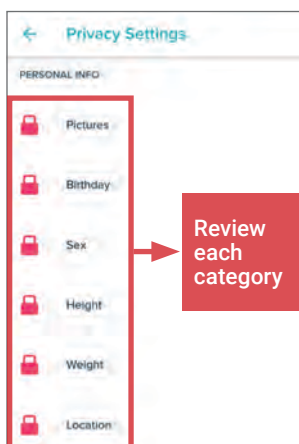 Privacy Settings
PERSONAL INFO
Pictures
Birthday
Sex
Review
each
category
Height
Weight
Location